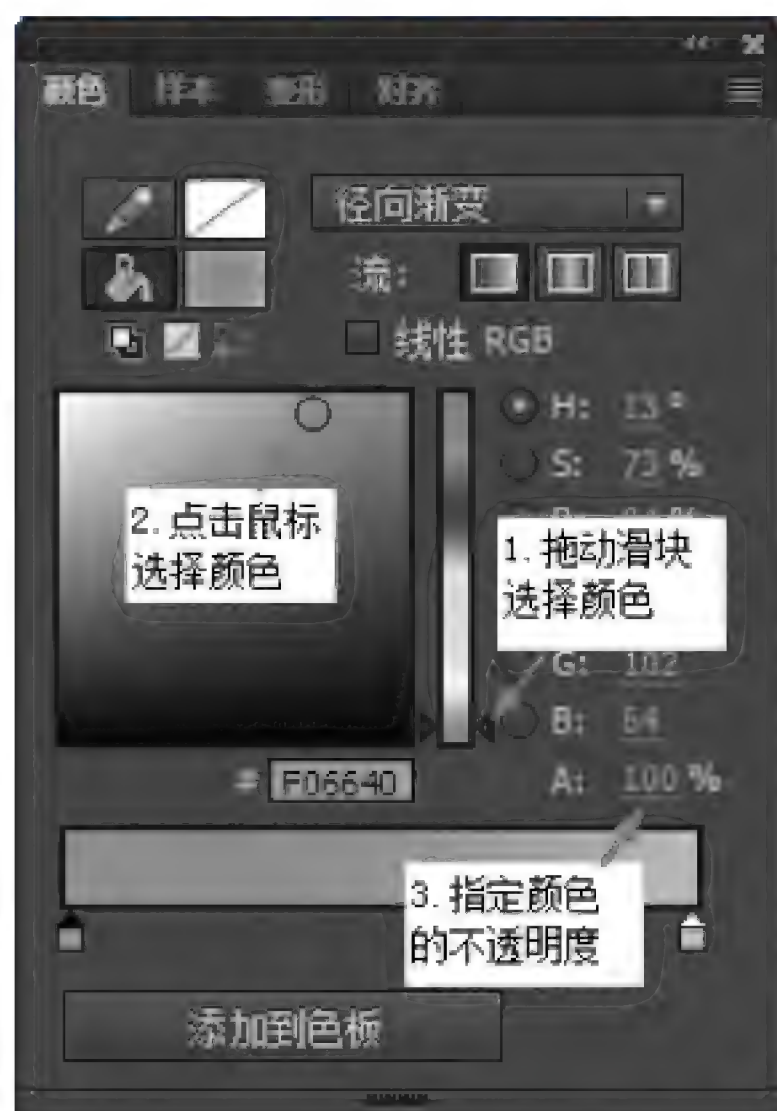 颜色 样本 变形 对齐
径向渐变
流:
线性 RGB
H: 13 °
S: 73 %
2. 点击鼠标
选择颜色
1. 拖动滑块
选择颜色
G: 102
B: 64
# F06640
A: 100 %
3. 指定颜色
的不透明度
添加到色板